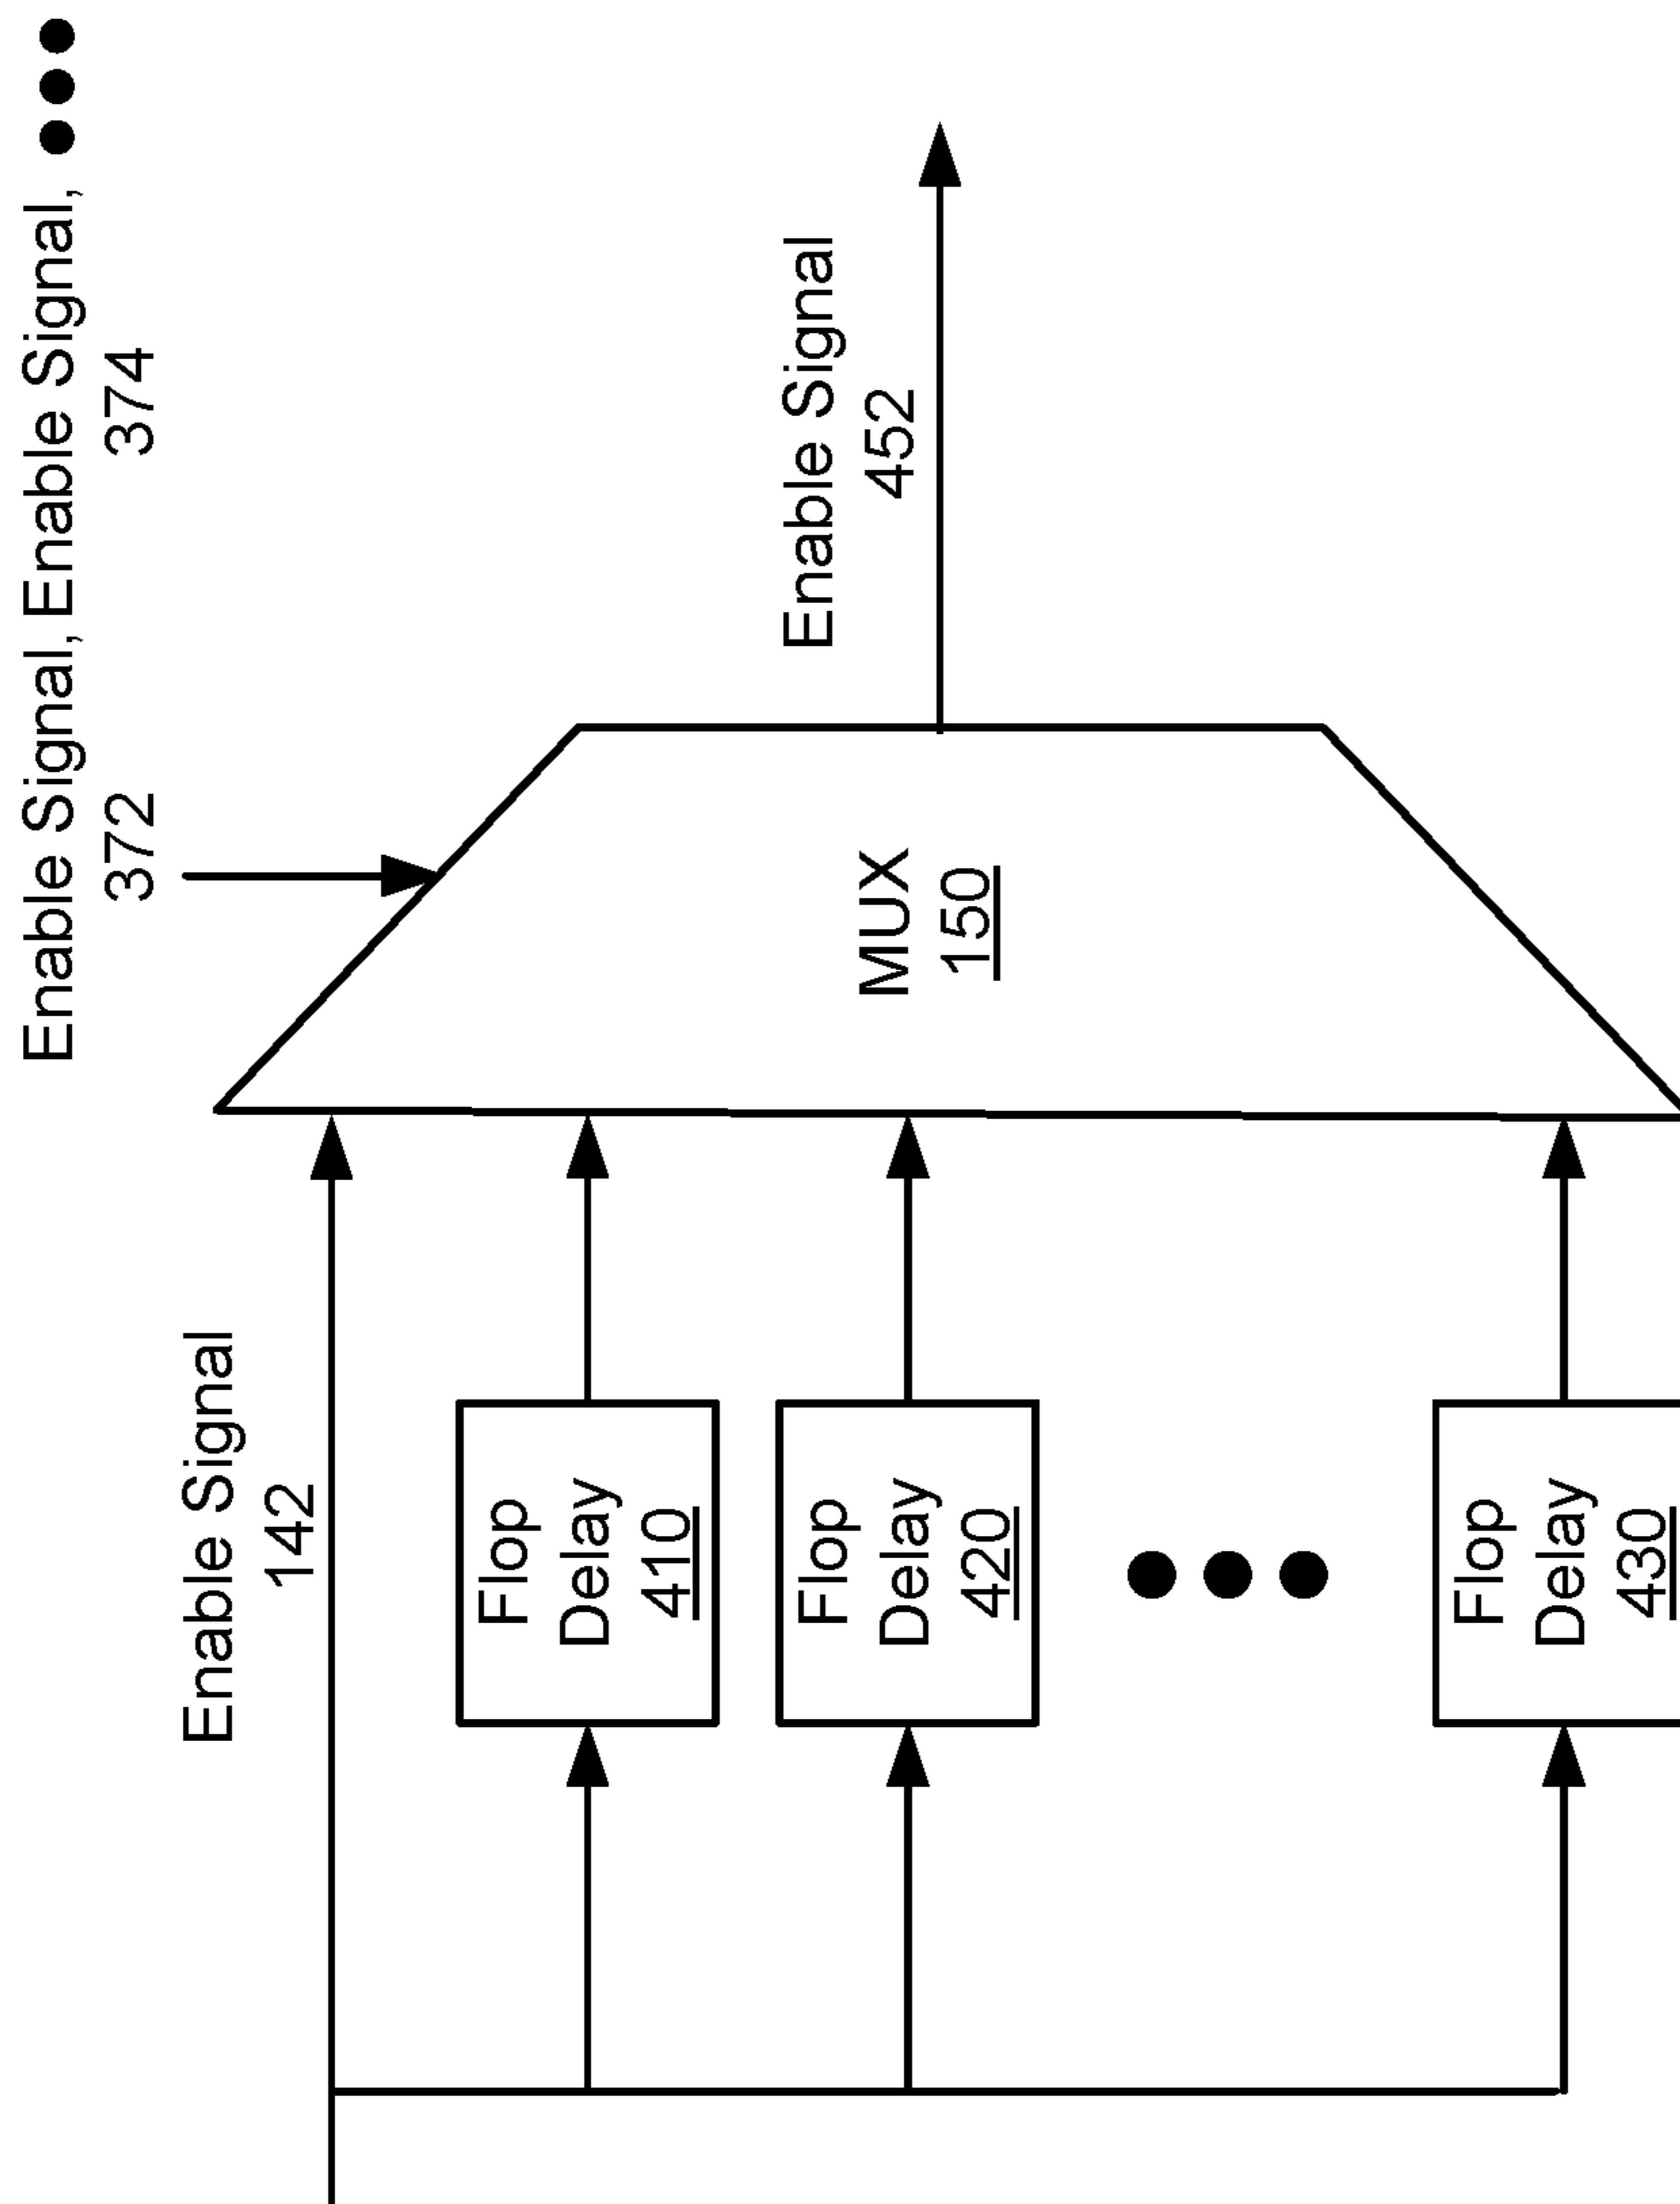 Enable Signal, Enable Signal,
372 374
Enable Signal
142
Flop
Delay
410
Flop
Delay
420
Flop
Delay
430
MUX
150
Enable Signal
452